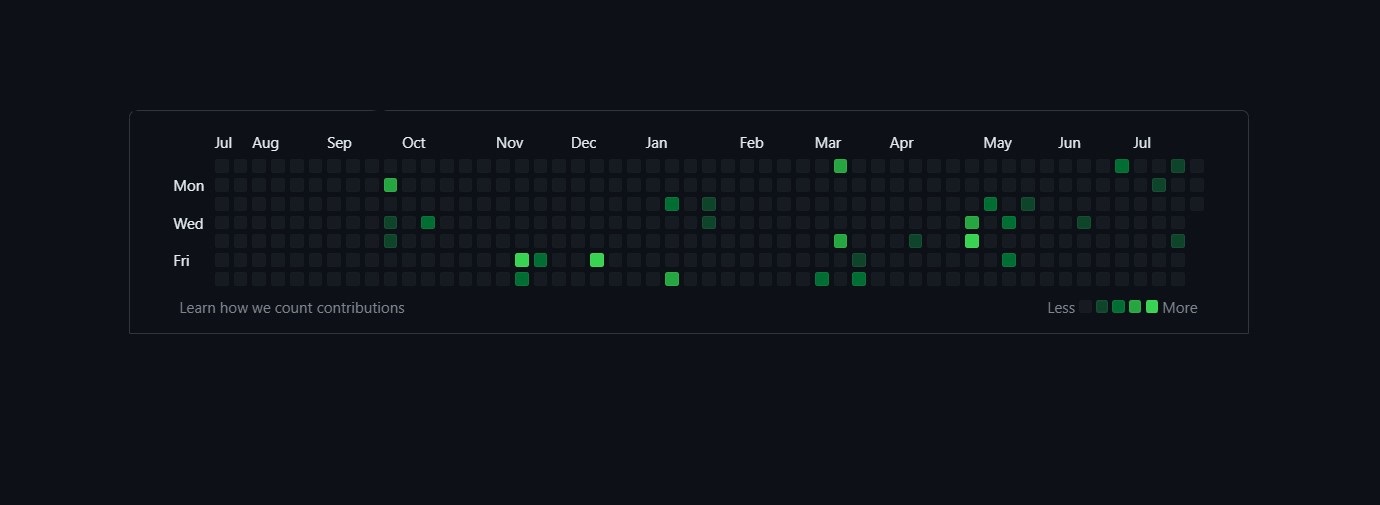 Jul Aug Sep Oct Nov Dec Jan Feb Mar Apr May Jun Jul
Mon
Wed
Fri
Learn how we count contributions Less More